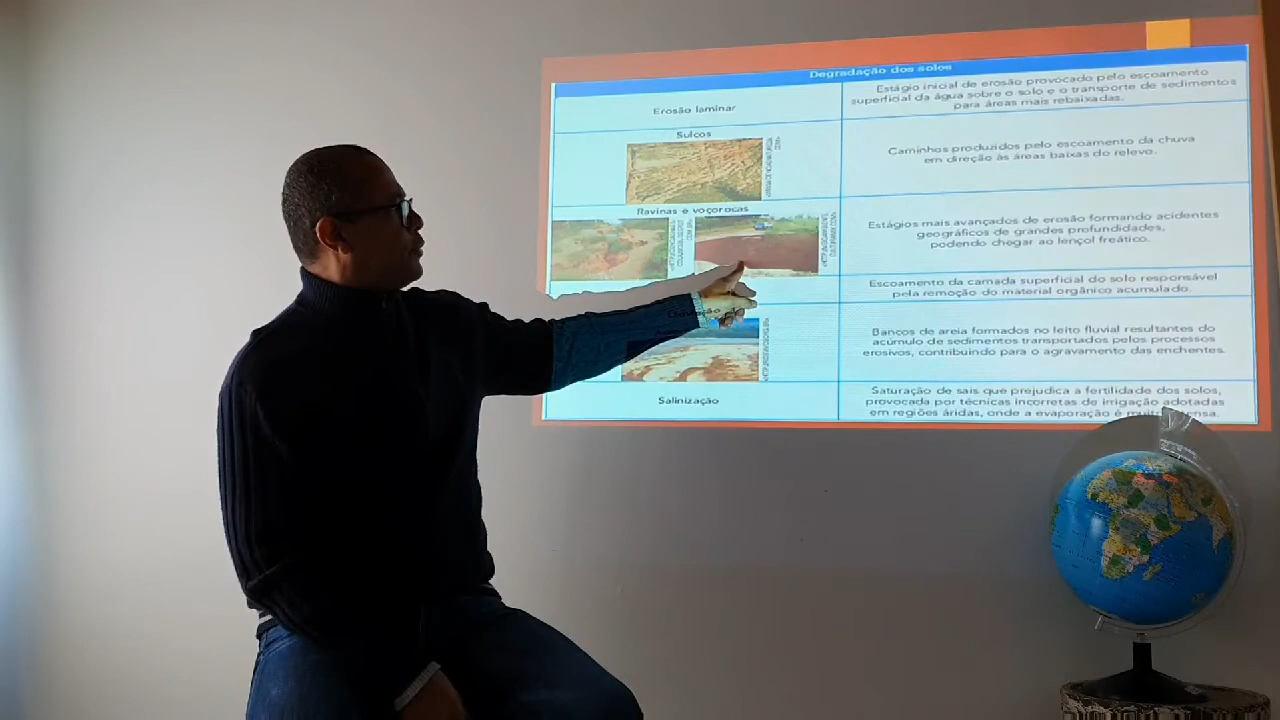 Degradação dos solos
Erosão laminar
Estágio inicial de erosão provocado pelo escoamento
superficial da água sobre o solo e o transporte de sedimentos
para áreas mais rebaixadas.
Sulcos
Caminhos produzidos pelo escoamento da chuva
em direção às áreas baixas do relevo.
Ravinas e voçorocas
Estágios mais avançados de erosão formando acidentes
geográficos de grandes profundidades,
podendo chegar ao lençol freático.
Escoamento da camada superficial do solo responsável
pela remoção do material orgânico acumulado.
Bancos de areia formados no leito fluvial resultantes do
acúmulo de sedimentos transportados pelos processos
erosivos, contribuindo para o agravamento das enchentes.
Salinização
Saturação de sais que prejudica a fertilidade dos solos,
provocada por técnicas incorretas de irrigação adotadas
em regiões áridas, onde a evaporação é